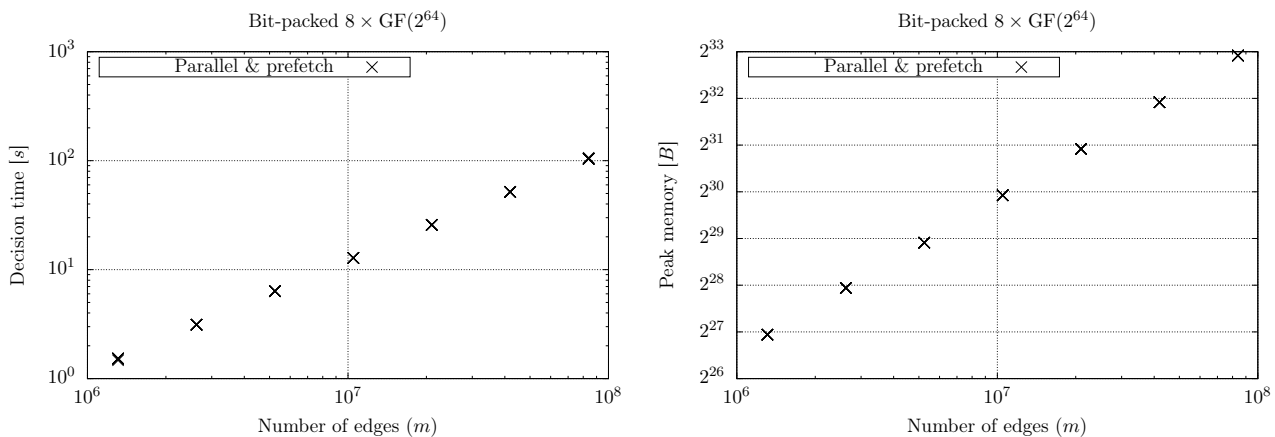 Bit-packed 8 × GF(2^64)
Parallel & prefetch
Decision time [s]
10^3
10^2
10^1
10^0
10^6
10^7
10^8
Number of edges (m)
Bit-packed 8 × GF(2^64)
Parallel & prefetch
Peak memory [B]
2^33
2^32
2^31
2^30
2^29
2^28
2^27
2^26
10^6
10^7
10^8
Number of edges (m)